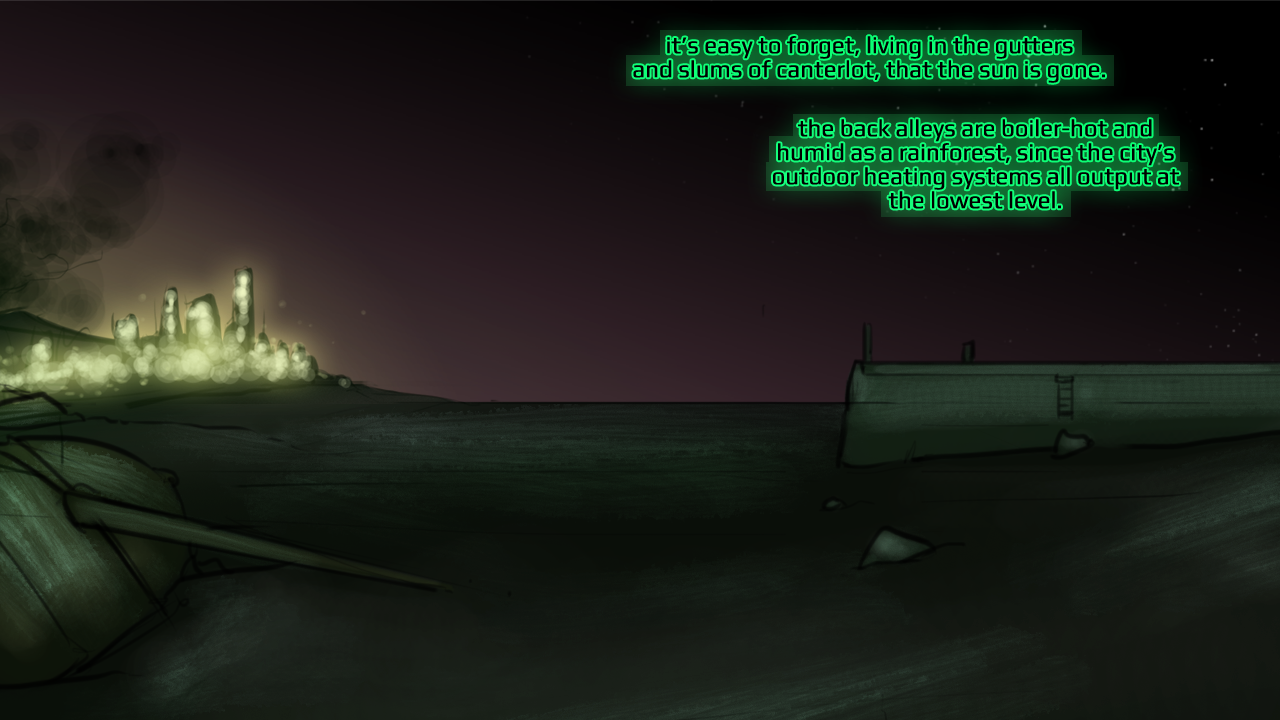 it's easy to forget, living in the gutters
and slums of canterlot, that the sun is gone.
the back alleys are boiler-hot and
humid as a rainforest, since the city's
outdoor heating systems all output at
the lowest level.